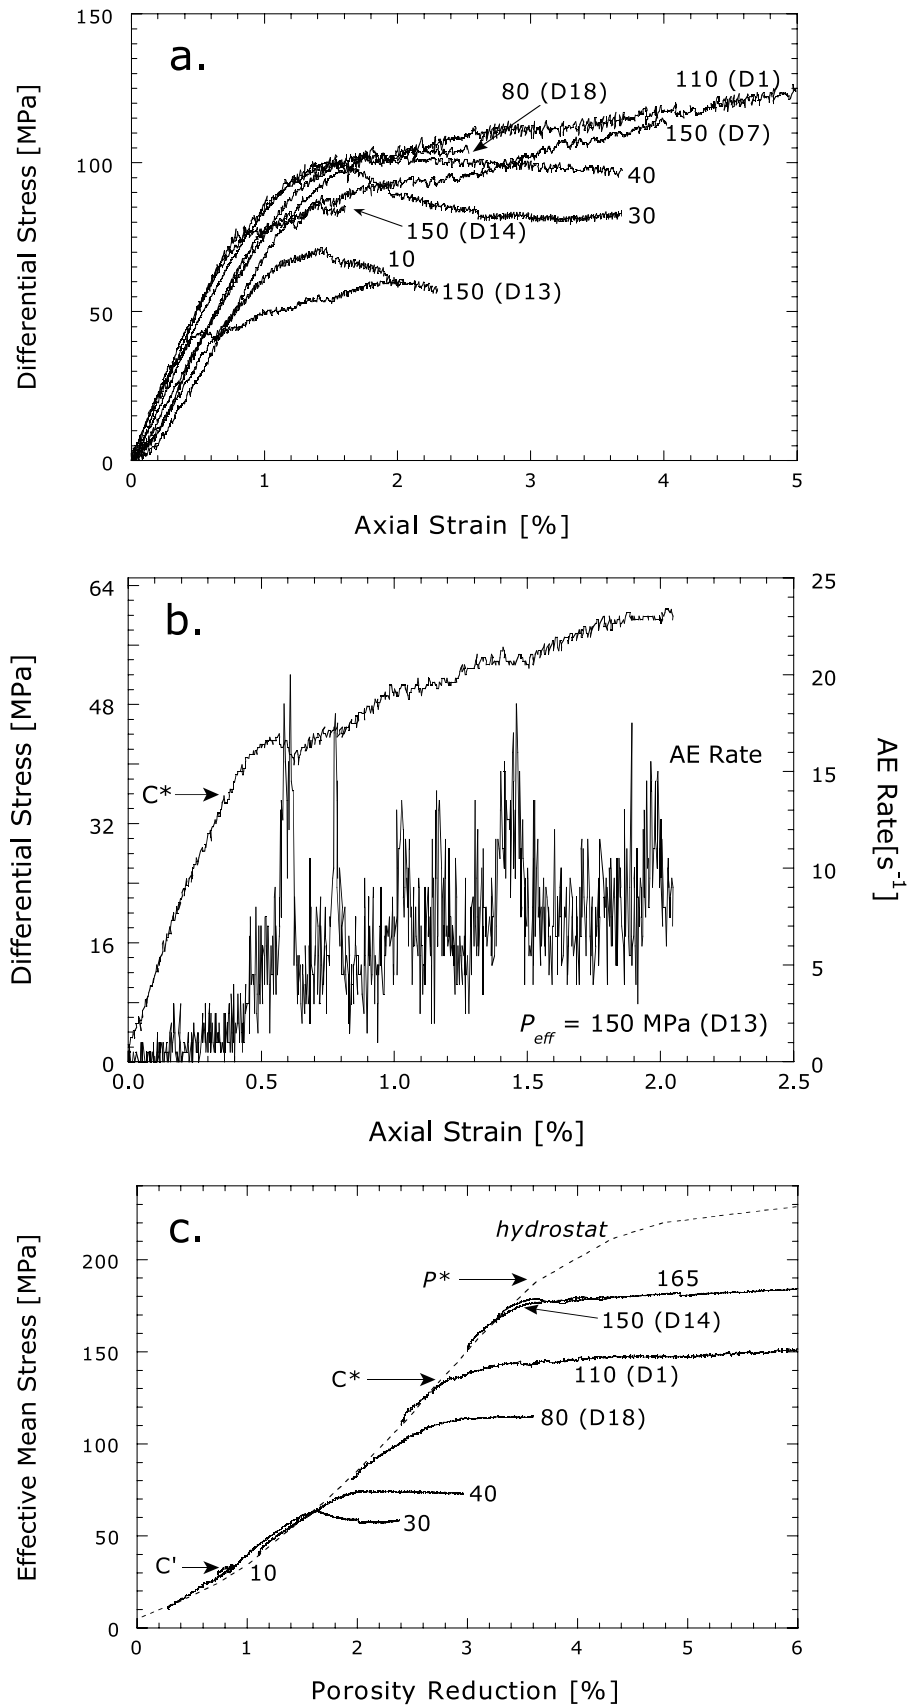 a.
Differential Stress [MPa]
150
100
50
0
80 (D18)
110 (D1)
150 (D7)
40
30
150 (D14)
10
150 (D13)
0 1 2 3 4 5
Axial Strain [%]
b.
Differential Stress [MPa]
64
48
32
16
0
C*
AE Rate
P eff = 150 MPa (D13)
25
20
15
10
5
0
AE Rate[s-1]
0.0 0.5 1.0 1.5 2.0 2.5
Axial Strain [%]
c.
Effective Mean Stress [MPa]
200
150
100
50
0
hydrostat
P*
165
150 (D14)
C*
110 (D1)
80 (D18)
40
30
C'
10
0 1 2 3 4 5 6
Porosity Reduction [%]